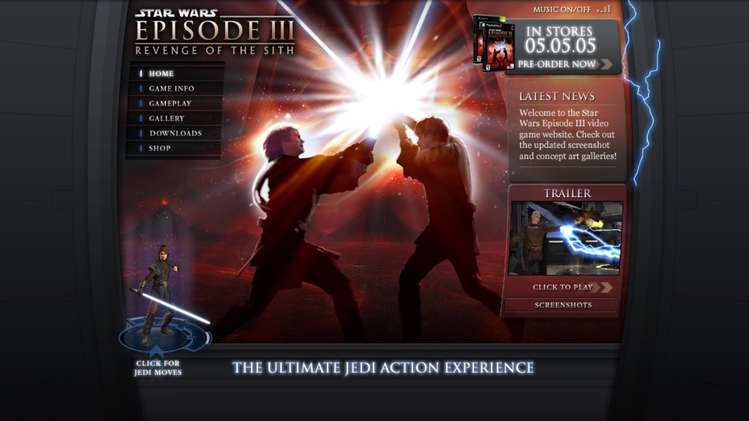 STAR WARS
EPISODE III
REVENGE OF THE SITH
HOME
GAME INFO
GAMEPLAY
GALLERY
DOWNLOADS
SHOP
MUSIC ON/OFF
IN STORES
05.05.05
PRE-ORDER NOW
LATEST NEWS
Welcome to the Star
Wars Episode III video
game website. Check out
the updated screenshot
and concept art galleries!
TRAILER
CLICK TO PLAY
SCREENSHOTS
CLICK FOR
JEDI MOVES
THE ULTIMATE JEDI ACTION EXPERIENCE